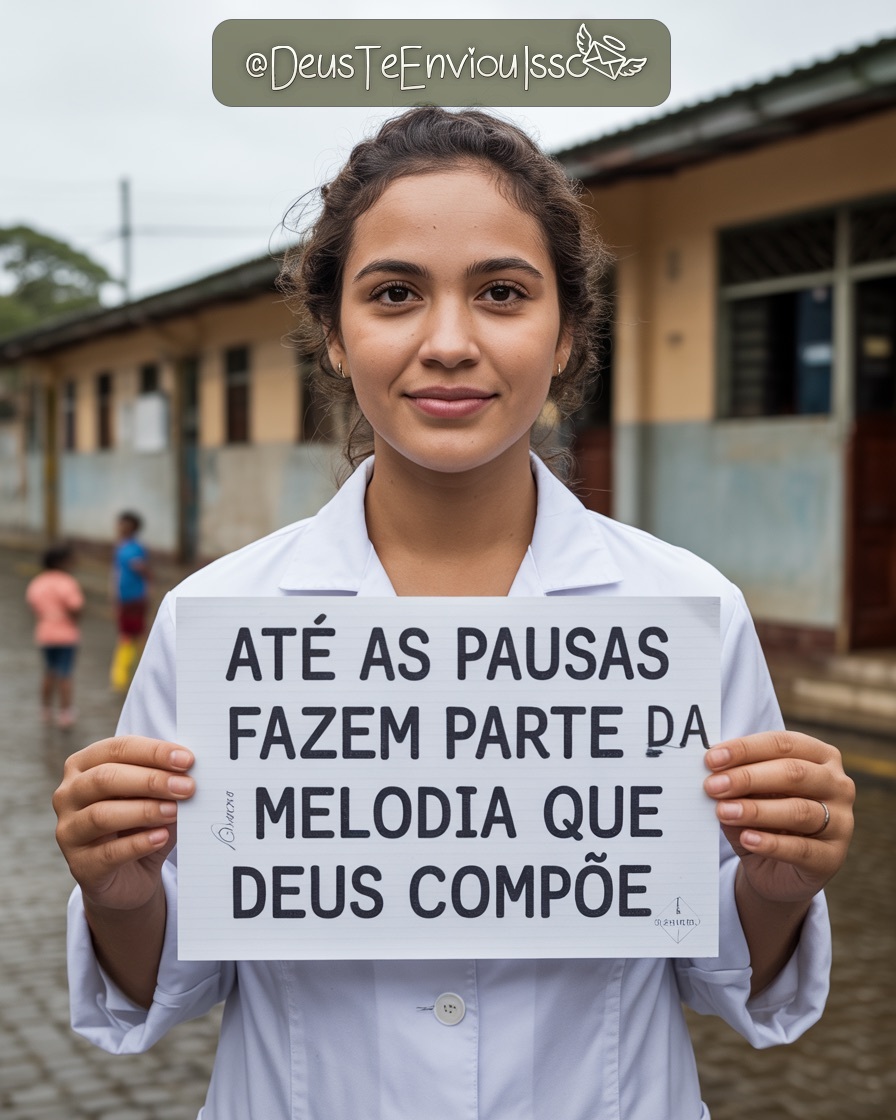 @DeusTeEnviouIsso
ATÉ AS PAUSAS
FAZEM PARTE DA
MELODIA QUE
DEUS COMPÕE